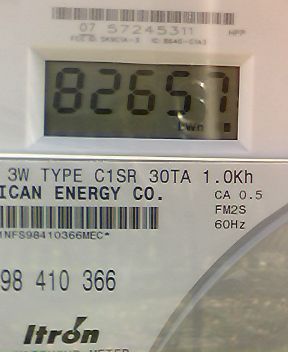 07 57245311
82657
3W TYPE C1SR 30TA 1.0Kh
ICAN ENERGY CO.
CA 0.5
FM2S
60Hz
1NFS98410366MEC*
98 410 366
Itron